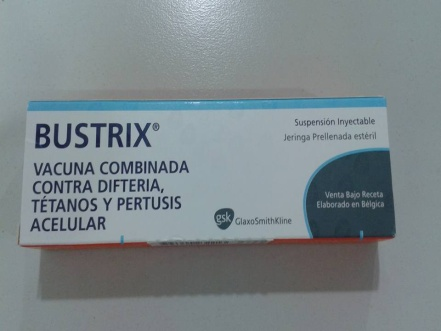 BUSTRIX®
VACUNA COMBINADA
CONTRA DIFTERIA,
TÉTANOS Y PERTUSIS
ACELULAR
Suspensión Inyectable
Jeringa Prellenada estéril
Venta Bajo Receta
Elaborado en Bélgica
gsk GlaxoSmithKline